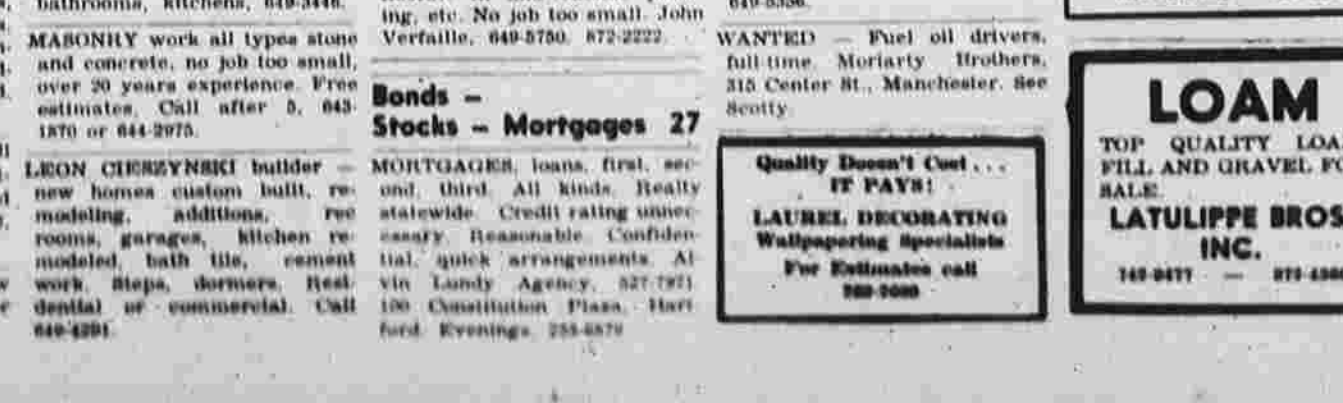 bathrooms, kitchens, 649-3446.
MASONRY work all types stone
and concrete, no job too small,
over 20 years experience. Free
estimates. Call after 5, 643-
1870 or 644-2975.
LEON CIESZYNSKI builder —
new homes custom built, re-
modeling, additions, rec
rooms, garages, kitchen re-
modeled, bath tile, cement
work. Steps, dormers. Resi-
dential or commercial. Call
649-4291.
ing, etc. No job too small. John
Verfaille, 649-5750, 872-2222.
Bonds –
Stocks – Mortgages 27
MORTGAGES, loans, first, sec-
ond, third. All kinds. Realty
statewide. Credit rating unnec-
essary. Reasonable. Confiden-
tial, quick arrangements. Al-
vin Lundy Agency, 527-7971
100 Constitution Plaza, Hart-
ford. Evenings,
WANTED — Fuel oil drivers,
full-time. Moriarty Brothers,
315 Center St., Manchester. See
Scotty.
Quality Doesn't Cost . . .
IT PAYS!
LAUREL DECORATING
Wallpapering Specialists
For Estimates call
LOAM
TOP QUALITY LOA
FILL AND GRAVEL FO
SALE.
LATULIPPE BROS
INC.